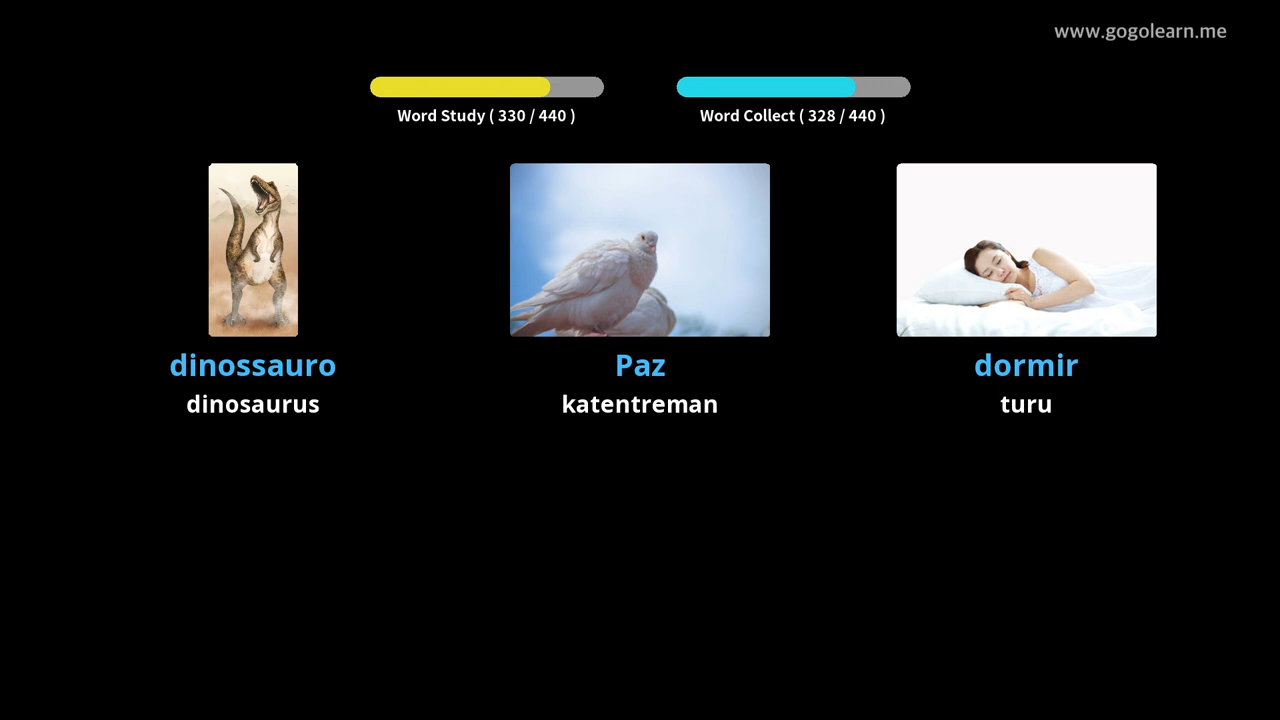 www.gogolearn.me
Word Study ( 330 / 440 )
Word Collect ( 328 / 440 )
dinossauro
dinosaurus
Paz
katentreman
dormir
turu